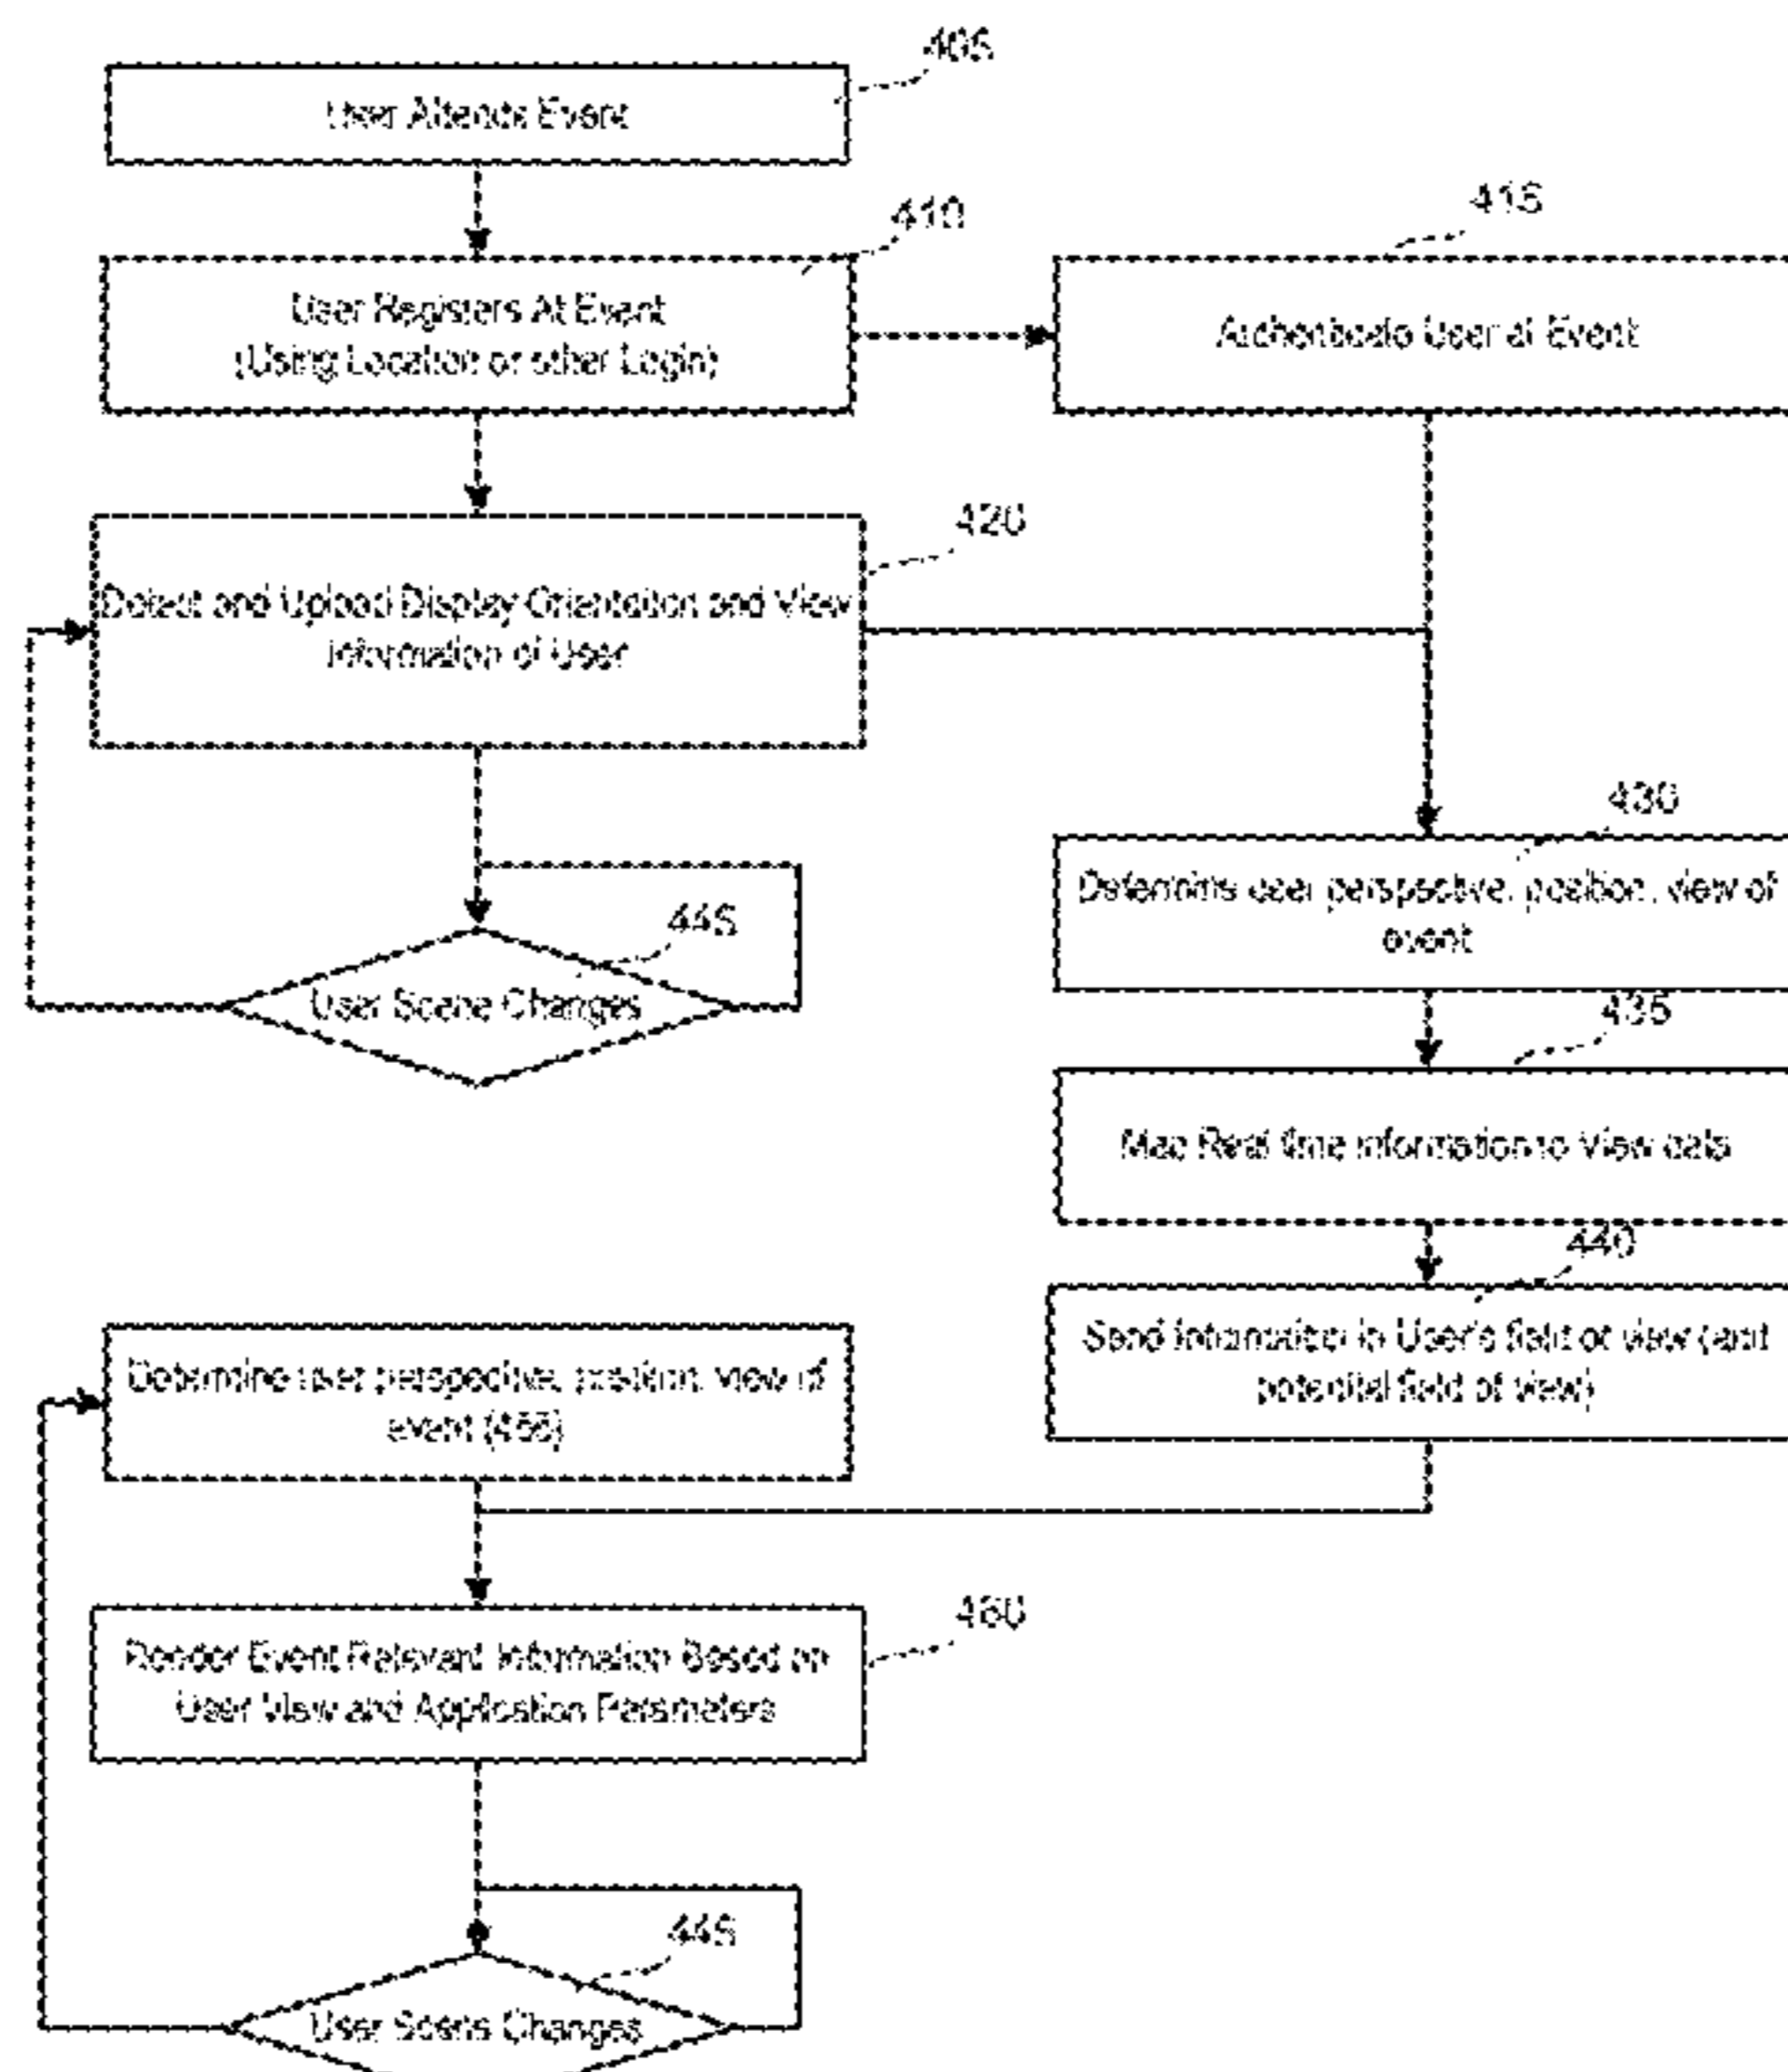 405
User Attends Event
410
415
User Registers At Event
(Using Location or other Login)
Authenticate User at Event
420
Detect and Upload Display Orientation and View
Information of User
430
Determine user perspective, position, view of
event
445
User Scene Changes
435
Map Real time information to View data
440
Send Information in User's field of view (and
potential field of view)
Determine user perspective, position, view of
event
460
Render Event Relevant Information Based on
User View and Application Parameters
445
User Scene Changes